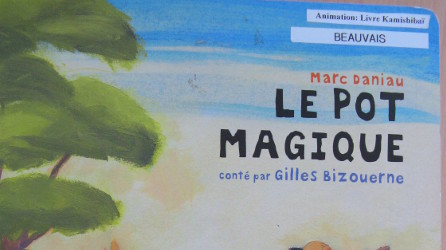 Animation: Livre Kamishibaï
BEAUVAIS
Marc Daniau
LE POT
MAGIQUE
conté par Gilles Bizouerne